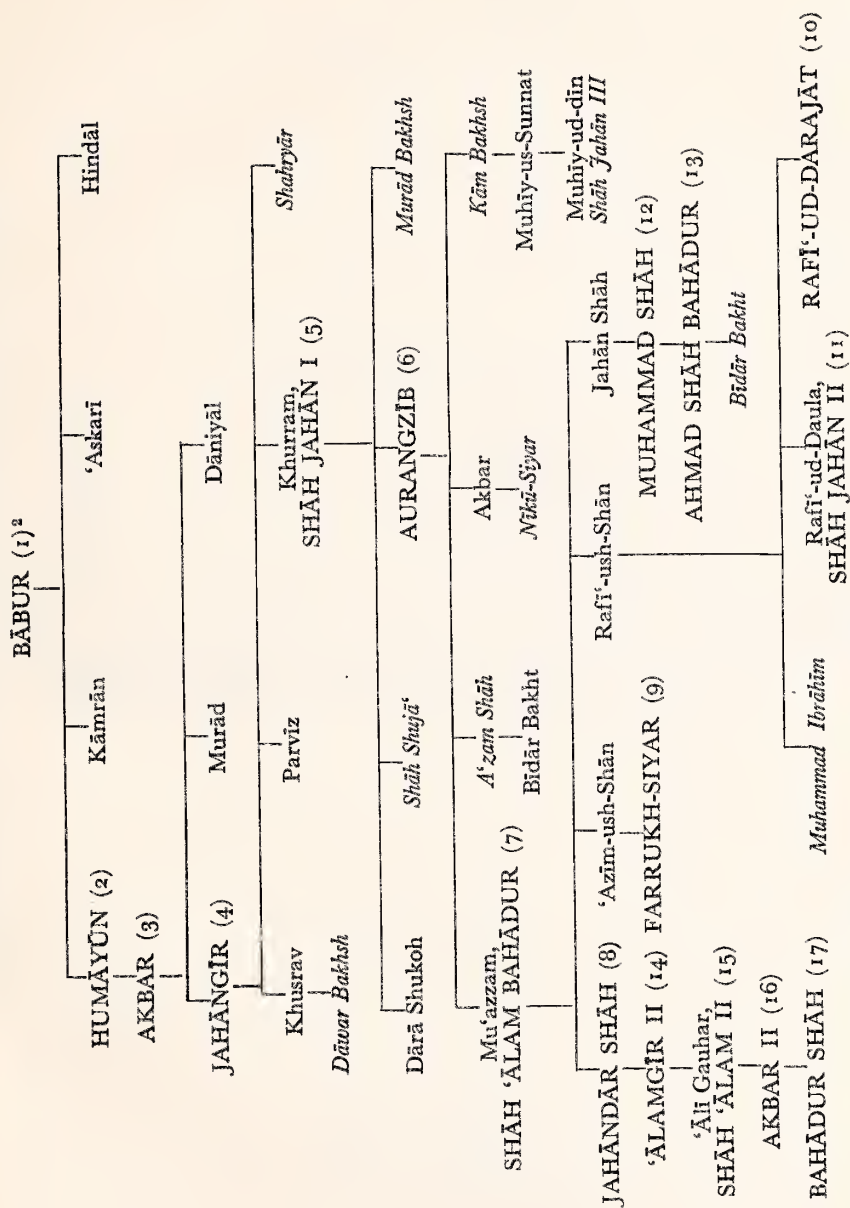 BĀBUR (1)²
HUMĀYŪN (2)
Kāmrān
‘Askarī
Hindāl
AKBAR (3)
JAHĀNGĪR (4)
Murād
Dāniyāl
Khusrav
Parvīz
Khurram,
SHĀH JAHĀN I (5)
Shahryār
Dāwar Bakhsh
Dārā Shukoh
Shāh Shujā‘
AURANGZĪB (6)
Murād Bakhsh
Mu‘azzam,
SHĀH ‘ĀLAM BAHĀDUR (7)
A‘zam Shāh
Akbar
Kām Bakhsh
Bīdār Bakht
Nīkū-Siyar
Muhīy-us-Sunnat
Muhīy-ud-dīn
Shāh Jahān III
JAHĀNDĀR SHĀH (8)
‘Azīm-ush-Shān
Rafī‘-ush-Shān
Jahān Shāh
‘ĀLAMGĪR II (14)
FARRUKH-SIYAR (9)
MUHAMMAD SHĀH (12)
‘Ālī Gauhar,
SHĀH ‘ĀLAM II (15)
AHMAD SHĀH BAHĀDUR (13)
AKBAR II (16)
Bīdār Bakht
BAHĀDUR SHĀH (17)
Muhammad Ibrāhīm
Rafī‘-ud-Daula,
SHĀH JAHĀN II (11)
RAFĪ‘-UD-DARAJĀT (10)